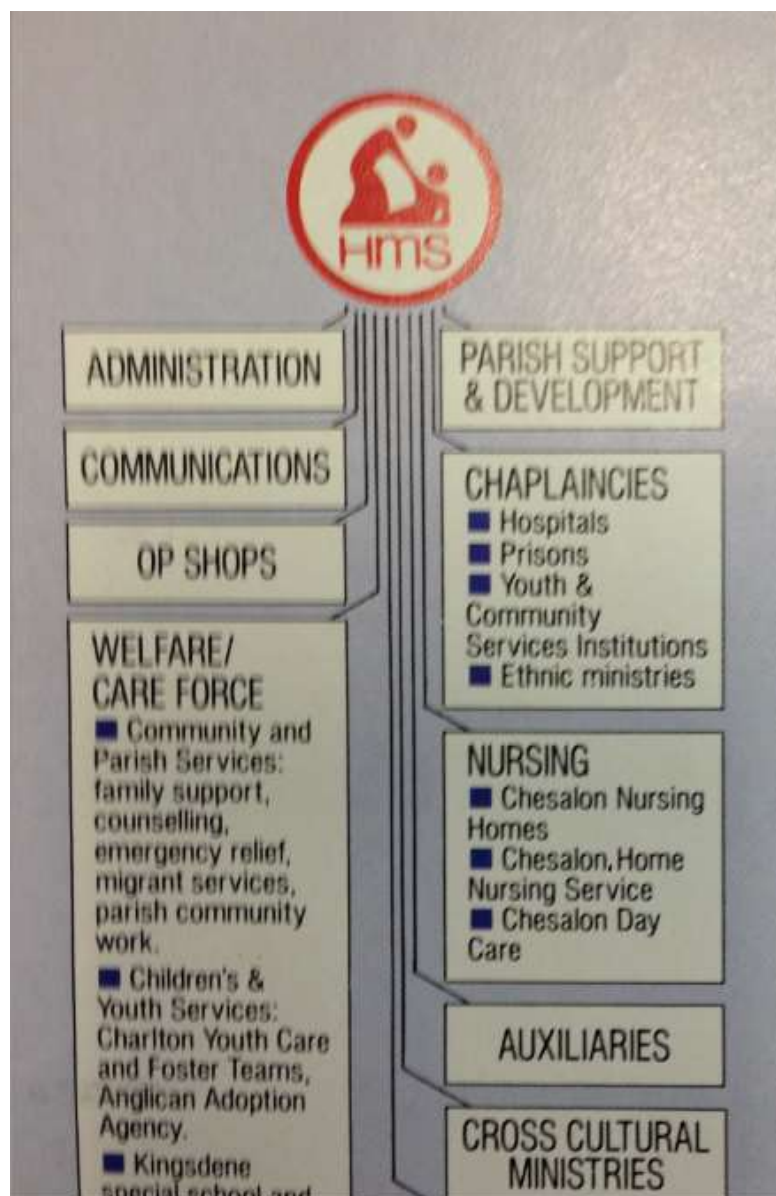 HMS
ADMINISTRATION
COMMUNICATIONS
OP SHOPS
WELFARE/
CARE FORCE
Community and
Parish Services:
family support,
counselling,
emergency relief,
migrant services,
parish community
work.
Children's &
Youth Services:
Charlton Youth Care
and Foster Teams,
Anglican Adoption
Agency.
Kingsdene
special school and
PARISH SUPPORT
& DEVELOPMENT
CHAPLAINCIES
Hospitals
Prisons
Youth &
Community
Services Institutions
Ethnic ministries
NURSING
Chesalon Nursing
Homes
Chesalon Home
Nursing Service
Chesalon Day
Care
AUXILIARIES
CROSS CULTURAL
MINISTRIES